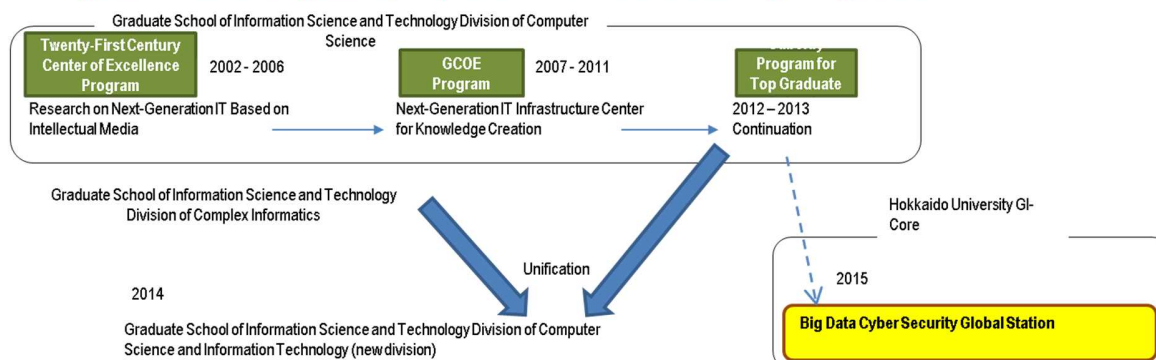 Graduate School of Information Science and Technology Division of Computer
Science
Twenty-First Century
Center of Excellence
Program
2002 - 2006
GCOE
Program
2007 - 2011
Program for
Top Graduate
Research on Next-Generation IT Based on
Intellectual Media
Next-Generation IT Infrastructure Center
for Knowledge Creation
2012 – 2013
Continuation
Graduate School of Information Science and Technology
Division of Complex Informatics
Hokkaido University GI-
Core
Unification
2014
2015
Graduate School of Information Science and Technology Division of Computer
Science and Information Technology (new division)
Big Data Cyber Security Global Station